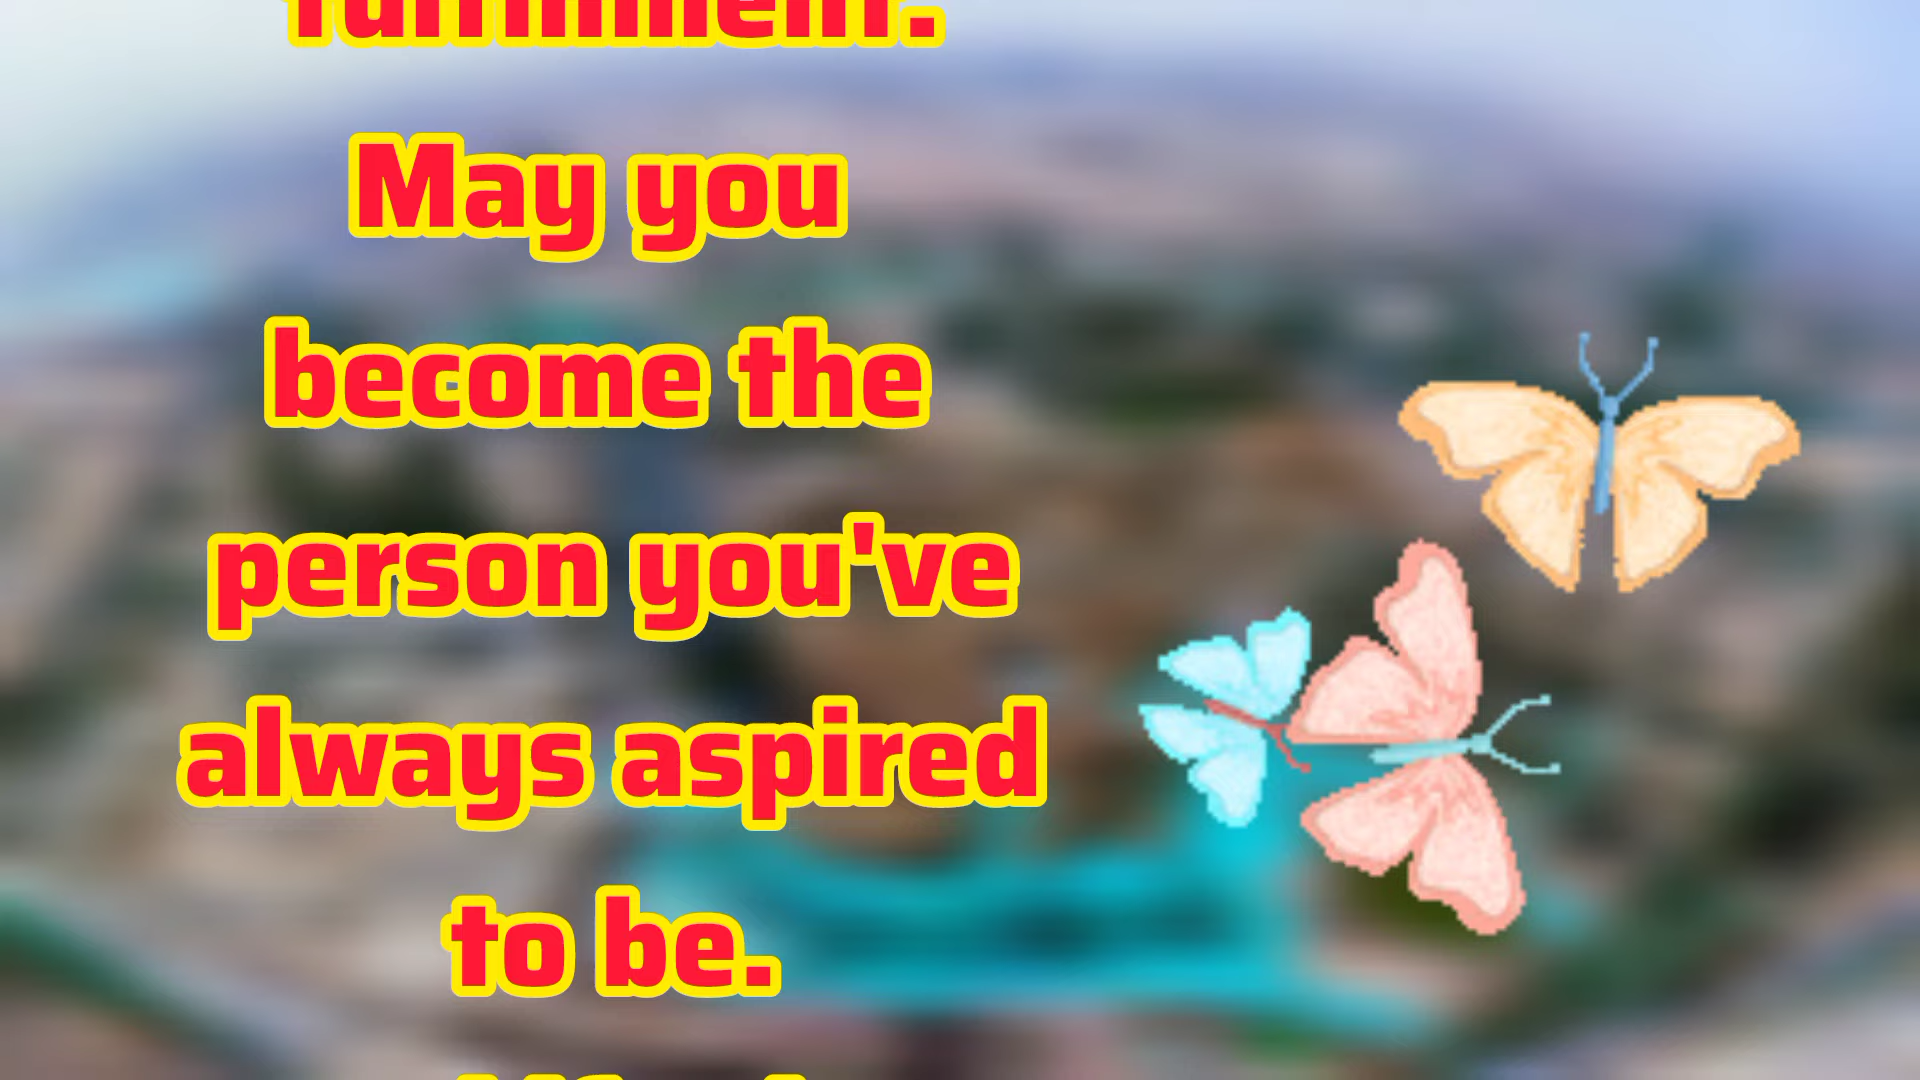 fulfillment.
May you
become the
person you've
always aspired
to be.